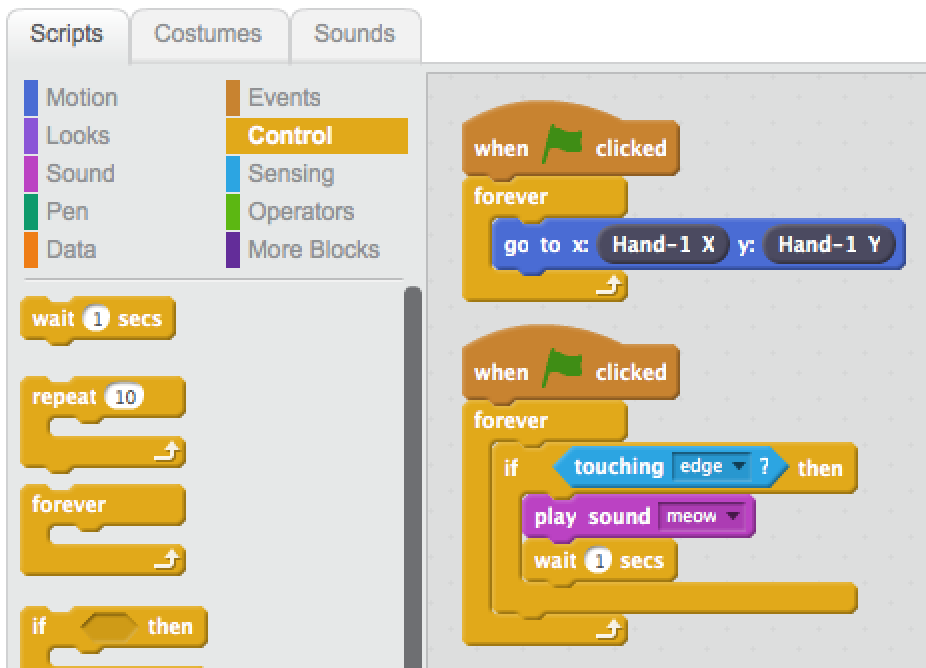 Scripts Costumes Sounds
Motion Events
Looks Control
Sound Sensing
Pen Operators
Data More Blocks
wait 1 secs
repeat 10
forever
if then
when clicked
forever
go to x: Hand-1 X y: Hand-1 Y
when clicked
forever
if touching edge ? then
play sound meow
wait 1 secs